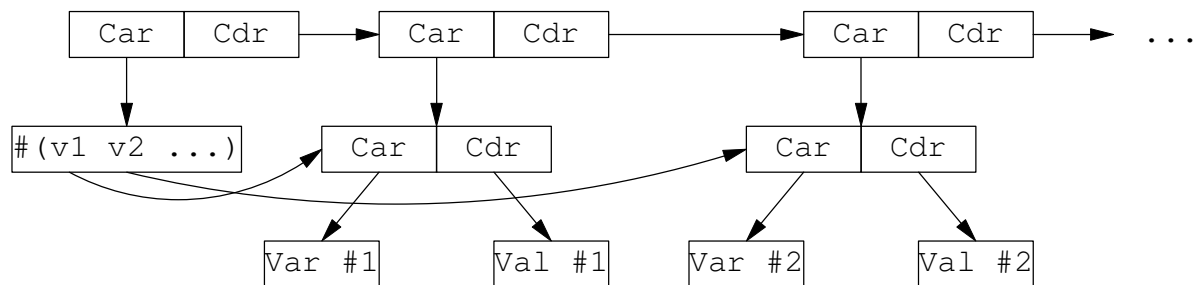 Car Cdr Car Cdr Car Cdr ...
#(v1 v2 ...) Car Cdr Car Cdr
Var #1 Val #1 Var #2 Val #2